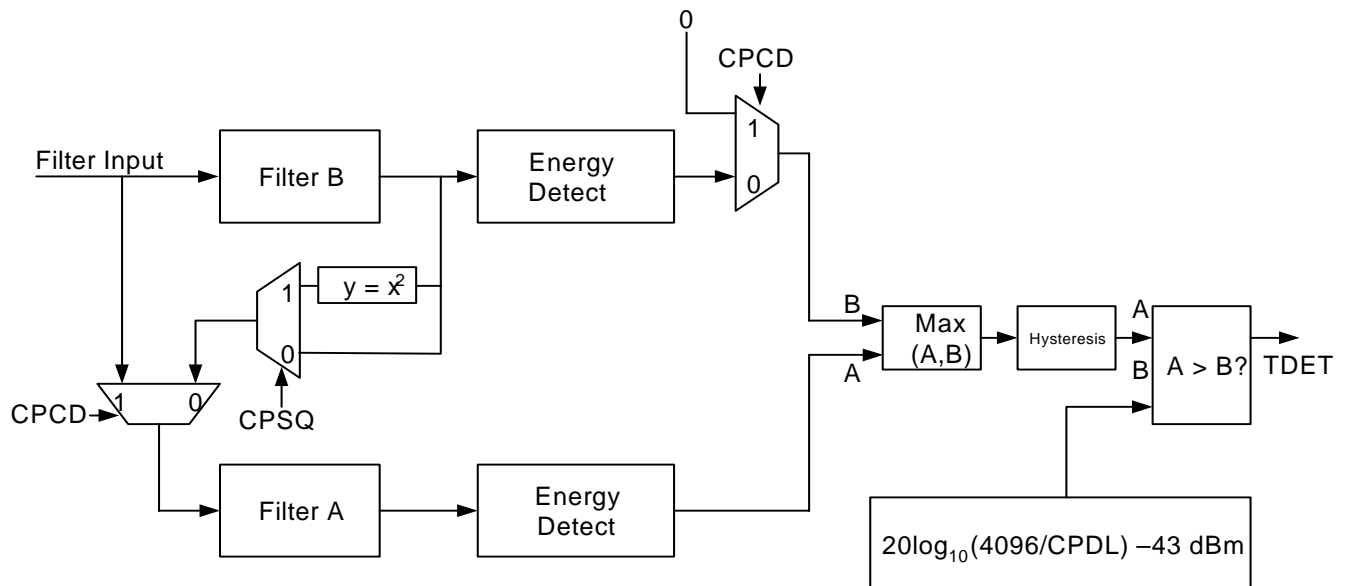 0
CPCD
1
0
Filter Input
Filter B
Energy
Detect
y = x²
1
0
CPSQ
CPCD
1 0
Filter A
Energy
Detect
B
A
Max
(A,B)
Hysteresis
A
B
A > B?
TDET
20log₁₀(4096/CPDL) –43 dBm